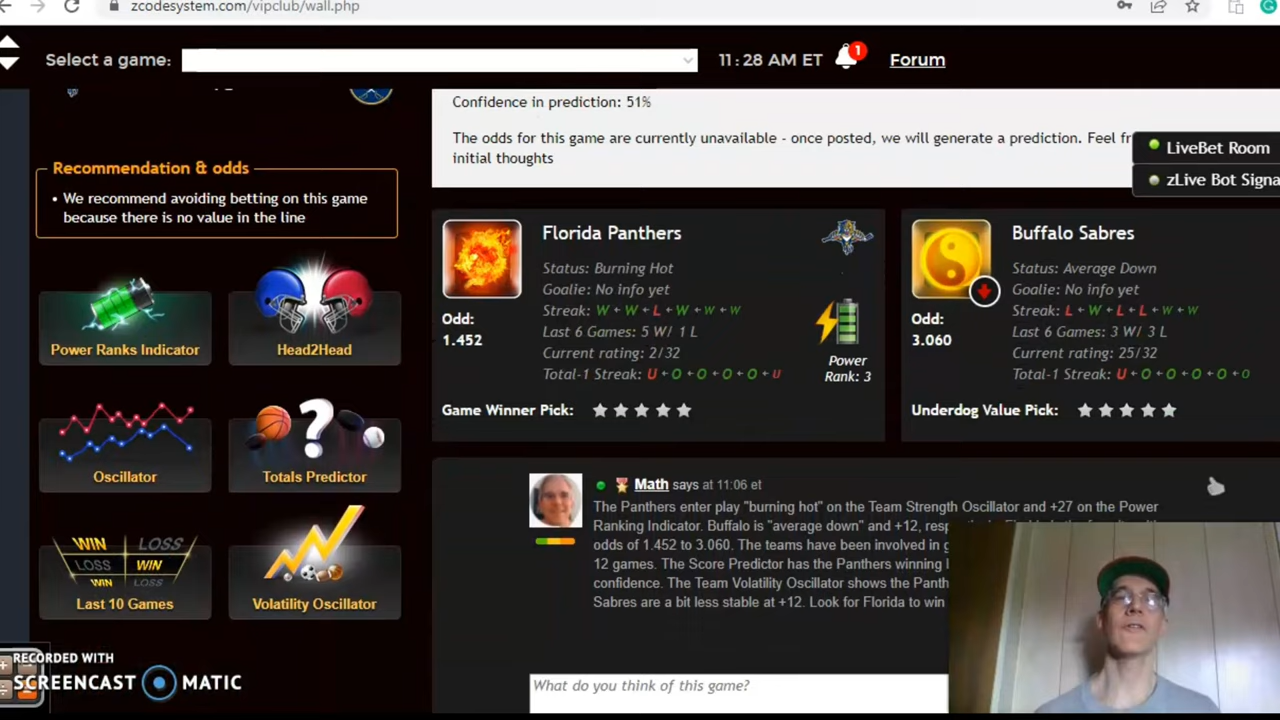 zcodesystem.com/vipclub/wall.php
Select a game:
11:28 AM ET
1
Forum
Confidence in prediction: 51%
The odds for this game are currently unavailable - once posted, we will generate a prediction. Feel
initial thoughts
LiveBet Room
zLive Bot Signa
Recommendation & odds
• We recommend avoiding betting on this game
because there is no value in the line
Power Ranks Indicator
Head2Head
Oscillator
Totals Predictor
WIN LOSS
LOSS WIN
WIN LOSS
Last 10 Games
Volatility Oscillator
Florida Panthers
Status: Burning Hot
Goalie: No info yet
Odd:
1.452
Streak: W ← W ← L ← W ← W ← W
Last 6 Games: 5 W/ 1 L
Current rating: 2/32
Total-1 Streak: U ← O ← O ← O ← O ← U
Power
Rank: 3
Game Winner Pick:
Buffalo Sabres
Status: Average Down
Goalie: No info yet
Odd:
3.060
Streak: L ← W ← L ← L ← W ← W
Last 6 Games: 3 W/ 3 L
Current rating: 25/32
Total-1 Streak: U ← O ← O ← O ← O ← O
Underdog Value Pick:
Math says at 11:06 et
The Panthers enter play "burning hot" on the Team Strength Oscillator and +27 on the Power
Ranking Indicator. Buffalo is "average down" and +12,
odds of 1.452 to 3.060. The teams have been involved in
12 games. The Score Predictor has the Panthers winning
confidence. The Team Volatility Oscillator shows the Panth
Sabres are a bit less stable at +12. Look for Florida to win
What do you think of this game?
RECORDED WITH
SCREENCAST MATIC